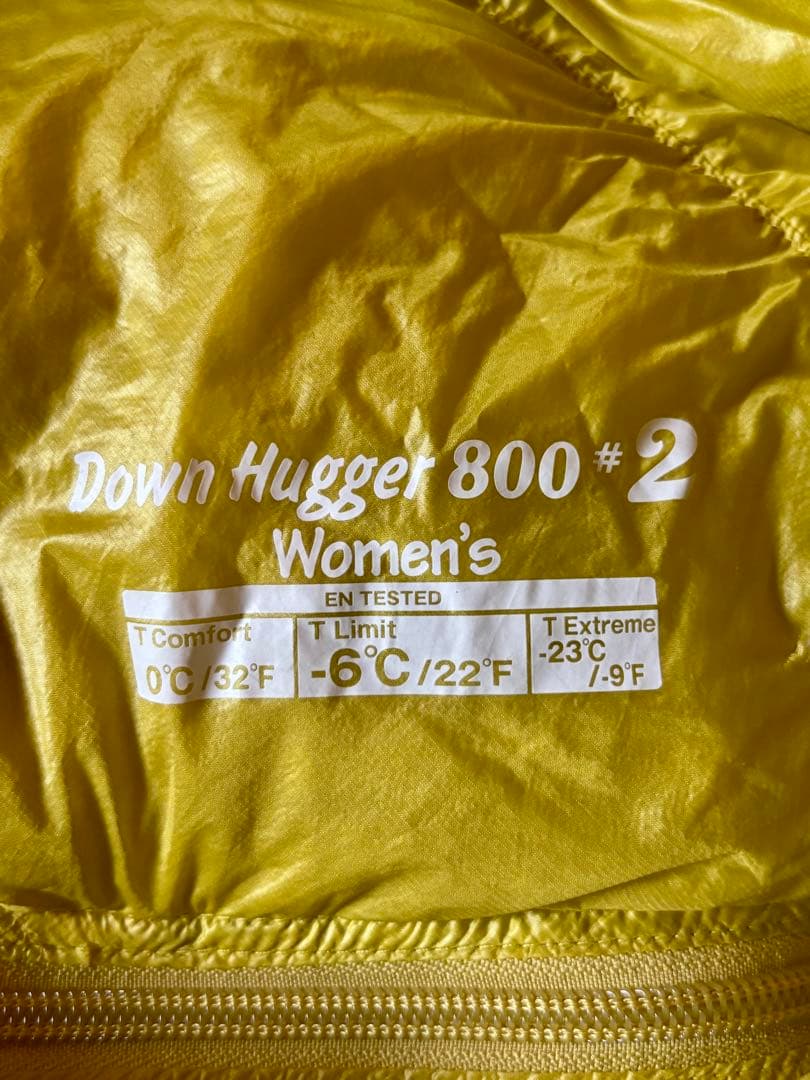 Down Hugger 800 #2
Women's
EN TESTED
T Comfort
0°C/32°F
T Limit
-6°C/22°F
T Extreme
-23°C
/-9°F